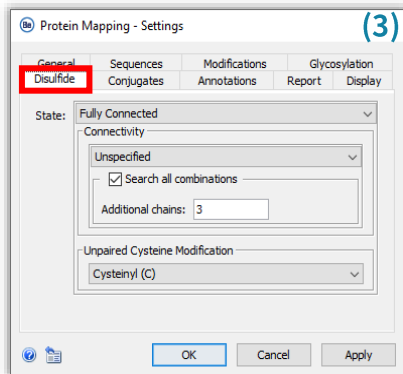 Protein Mapping - Settings
(3)
General Sequences Modifications Glycosylation
Disulfide Conjugates Annotations Report Display
State: Fully Connected
Connectivity
Unspecified
Search all combinations
Additional chains: 3
Unpaired Cysteine Modification
Cysteinyl (C)
OK Cancel Apply